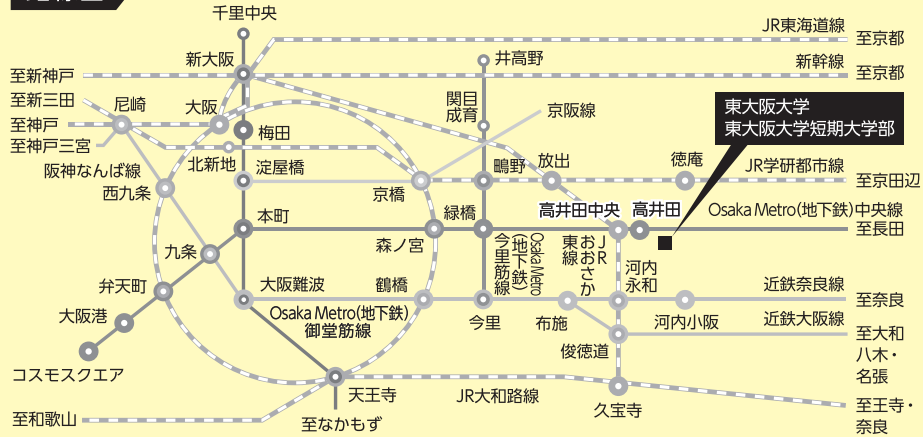 千里中央
JR東海道線
至京都
新大阪
井高野
新幹線
至新神戸
至京都
至新三田
尼崎
大阪
関目
成育
京阪線
東大阪大学
東大阪大学短期大学部
至神戸
梅田
至神戸三宮
北新地
淀屋橋
鴫野
放出
徳庵
JR学研都市線
阪神なんば線
西九条
京橋
至京田辺
本町
緑橋
高井田中央
高井田
Osaka Metro(地下鉄)中央線
至長田
森ノ宮
九条
Osaka Metro
(地下鉄)
今里筋線
JR
おおさか
東線
河内
永和
弁天町
大阪難波
鶴橋
近鉄奈良線
至奈良
大阪港
Osaka Metro(地下鉄)
御堂筋線
今里
布施
河内小阪
近鉄大阪線
至大和
八木・
名張
俊徳道
コスモスクエア
天王寺
JR大和路線
久宝寺
至和歌山
至なかもず
至王寺・
奈良